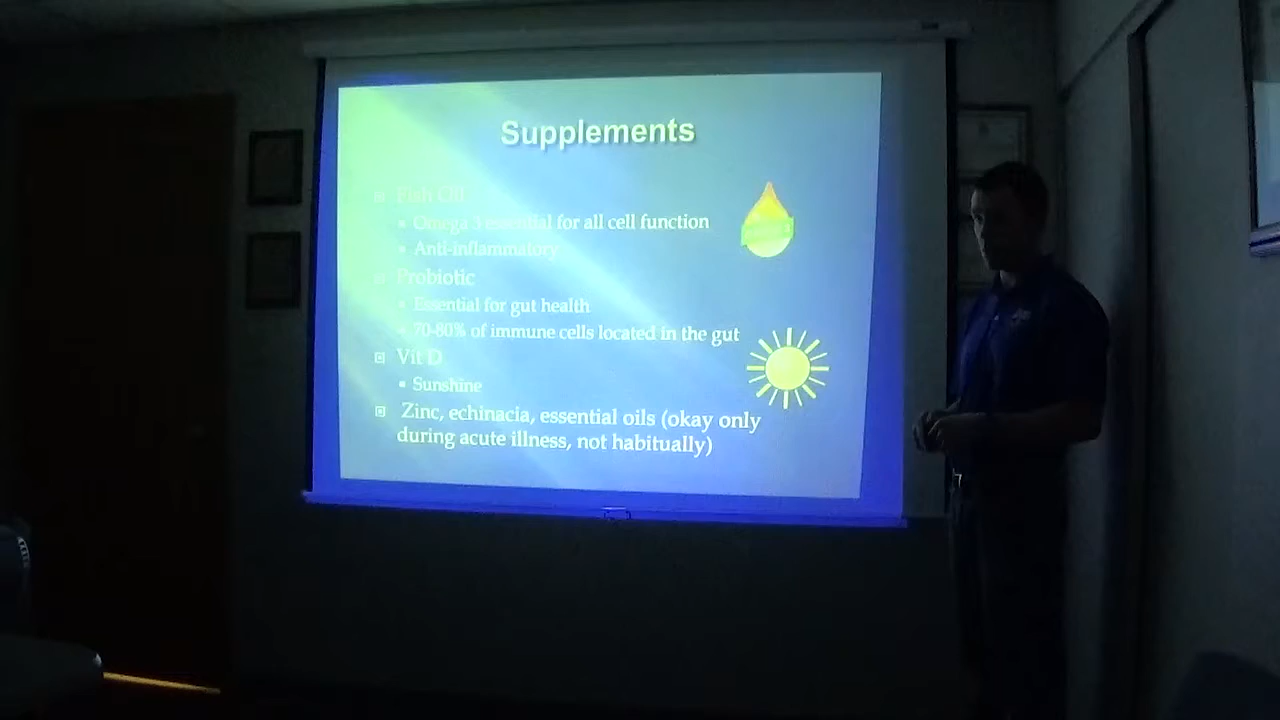 Supplements
Fish Oil
Omega 3 essential for all cell function
Anti-inflammatory
Probiotic
Essential for gut health
70-80% of immune cells located in the gut
Vit D
Sunshine
Zinc, echinacia, essential oils (okay only
during acute illness, not habitually)